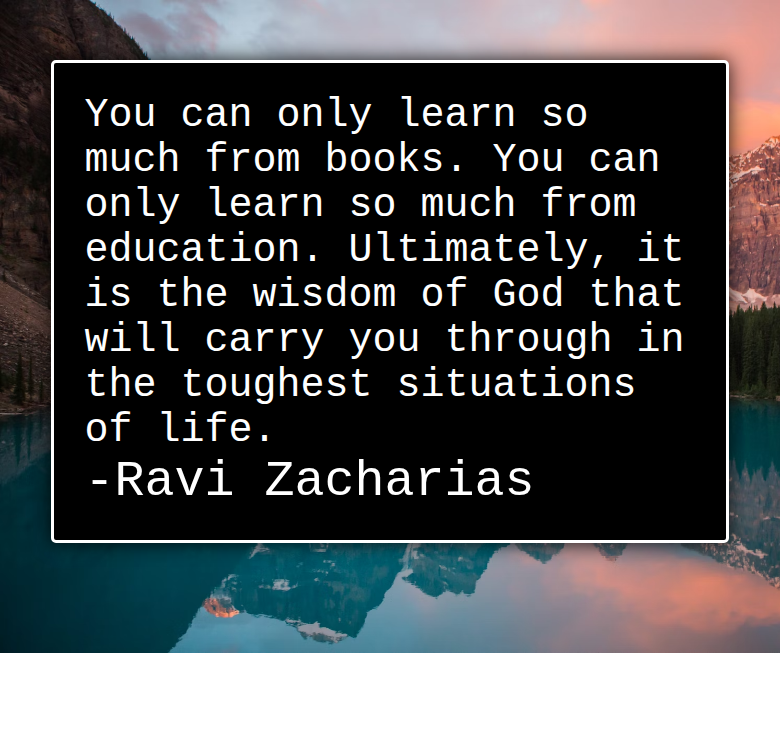 You can only learn so
much from books. You can
only learn so much from
education. Ultimately, it
is the wisdom of God that
will carry you through in
the toughest situations
of life.
-Ravi Zacharias